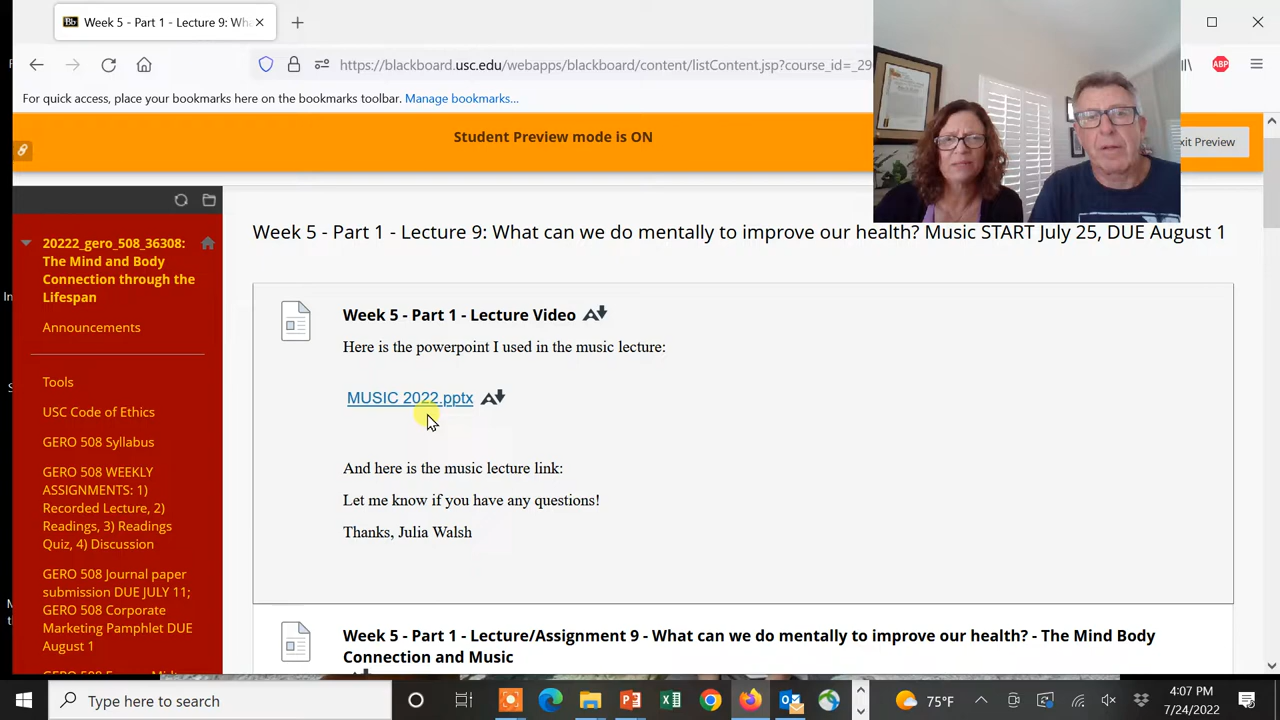 Week 5 - Part 1 - Lecture 9: Wh
https://blackboard.usc.edu/webapps/blackboard/content/listContent.jsp?course_id=_29
ABP
For quick access, place your bookmarks here on the bookmarks toolbar. Manage bookmarks...
Student Preview mode is ON
xit Preview
Week 5 - Part 1 - Lecture 9: What can we do mentally to improve our health? Music START July 25, DUE August 1
20222_gero_508_36308:
The Mind and Body
Connection through the
Lifespan
Announcements
Tools
USC Code of Ethics
GERO 508 Syllabus
GERO 508 WEEKLY
ASSIGNMENTS: 1)
Recorded Lecture, 2)
Readings, 3) Readings
Quiz, 4) Discussion
GERO 508 Journal paper
submission DUE JULY 11;
GERO 508 Corporate
Marketing Pamphlet DUE
August 1
Week 5 - Part 1 - Lecture Video
Here is the powerpoint I used in the music lecture:
MUSIC 2022.pptx
And here is the music lecture link:
Let me know if you have any questions!
Thanks, Julia Walsh
Week 5 - Part 1 - Lecture/Assignment 9 - What can we do mentally to improve our health? - The Mind Body
Connection and Music
Type here to search
75°F
4:07 PM
7/24/2022